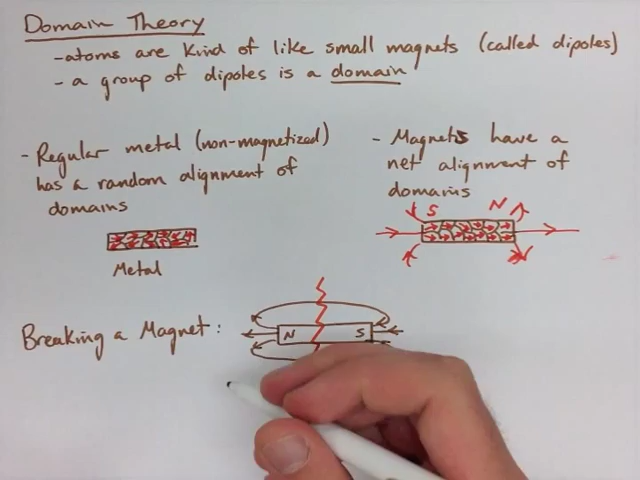 Domain Theory
- atoms are kind of like small magnets (called dipoles)
- a group of dipoles is a domain
- Regular metal (non-magnetized)
has a random alignment of
domains
Metal
- Magnets have a
net alignment of
domains
S N
Breaking a Magnet:
N S